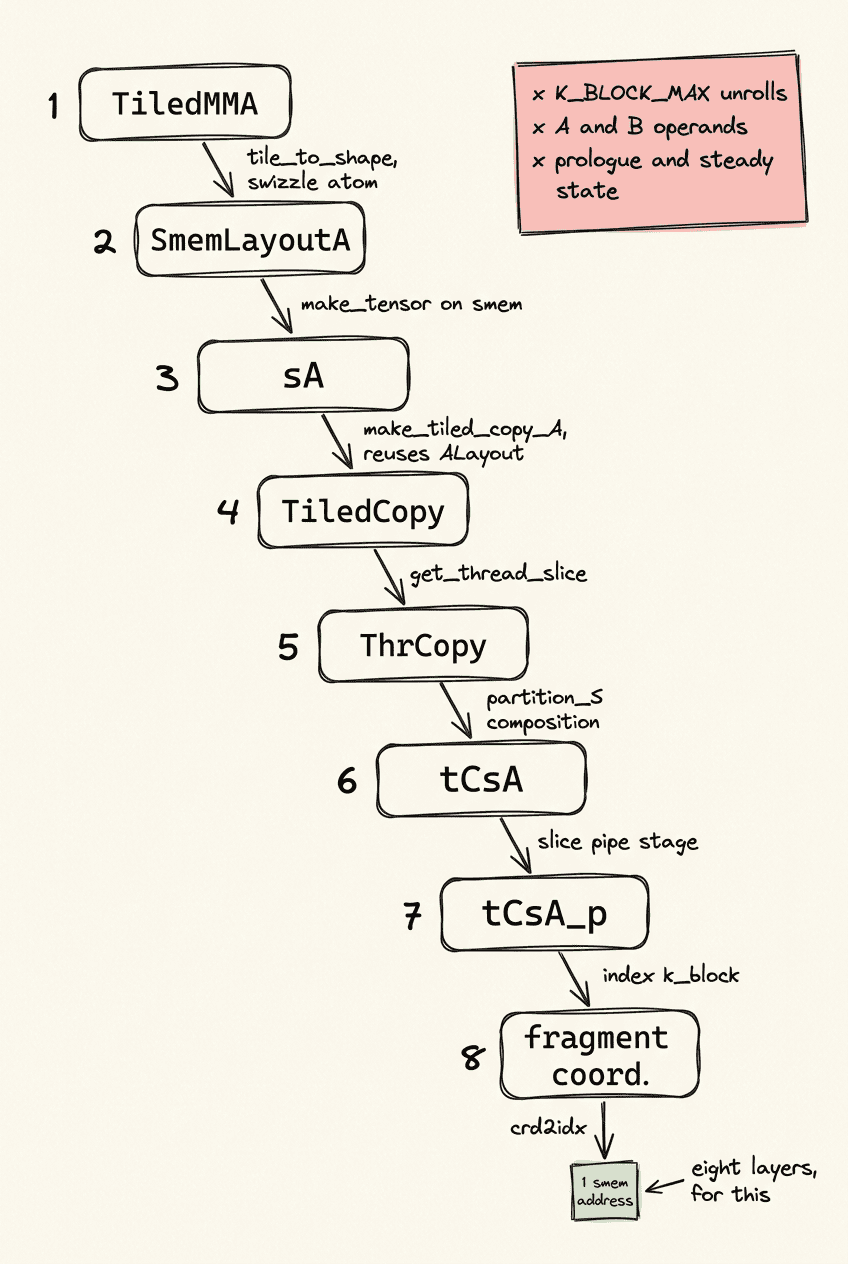 1
TiledMMA
x K_BLOCK_MAX unrolls
x A and B operands
x prologue and steady
state
tile_to_shape,
swizzle atom
2
SmemLayoutA
make_tensor on smem
3
sA
make_tiled_copy_A,
reuses ALayout
4
TiledCopy
get_thread_slice
5
ThrCopy
partition_S
composition
6
tCsA
slice pipe stage
7
tCsA_p
index k_block
8
fragment
coord.
crd2idx
1 smem
address
eight layers,
for this